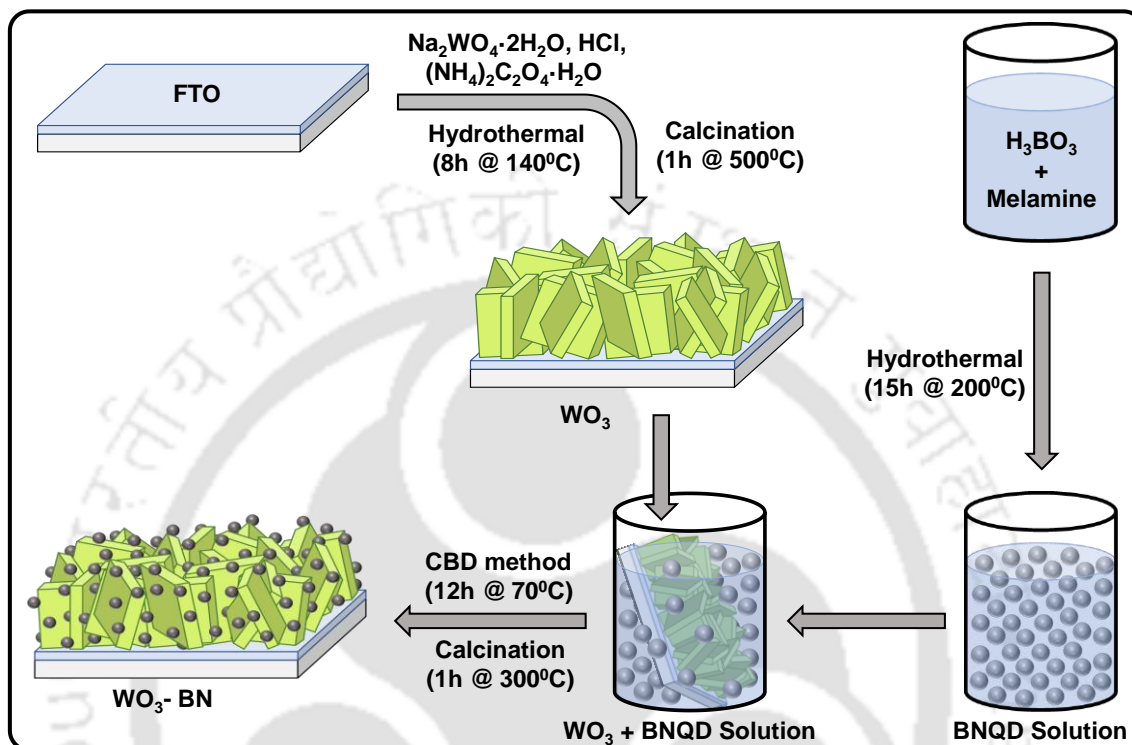 FTO
Na₂WO₄·2H₂O, HCl,
(NH₄)₂C₂O₄·H₂O
Hydrothermal
(8h @ 140⁰C)
Calcination
(1h @ 500⁰C)
H₃BO₃
+
Melamine
WO₃
Hydrothermal
(15h @ 200⁰C)
CBD method
(12h @ 70⁰C)
Calcination
(1h @ 300⁰C)
WO₃- BN
WO₃ + BNQD Solution
BNQD Solution